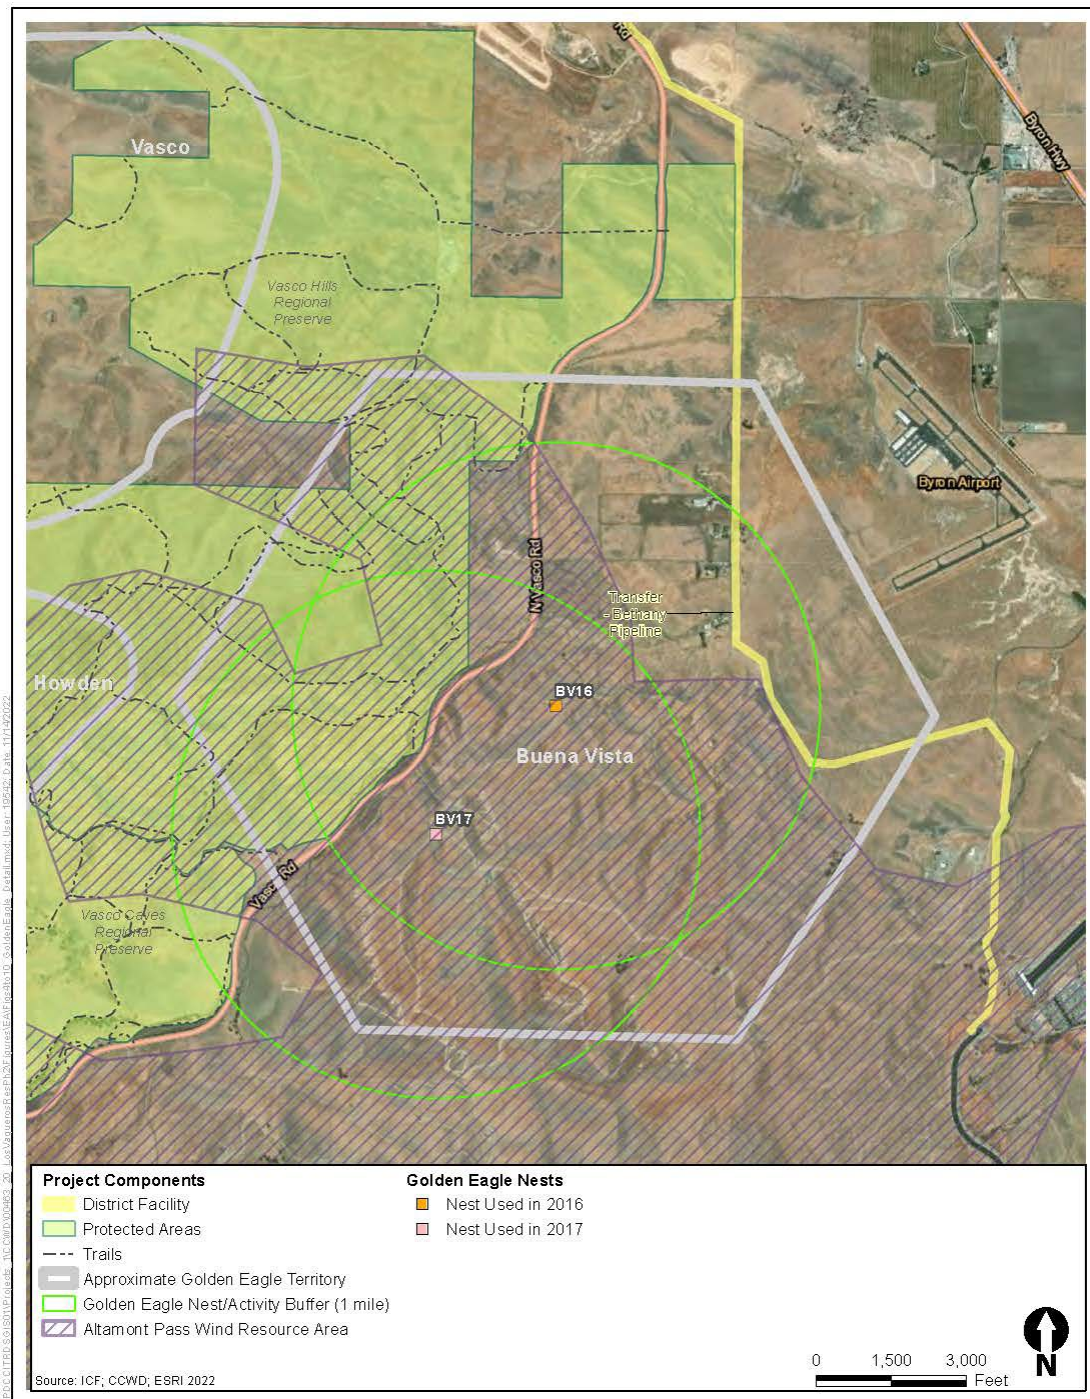 Rd
Byron Hwy
Vasco
Vasco Hills
Regional
Preserve
Byron Airport
N Vasco Rd
Transfer
- Bethany
Pipeline
Howden
BV16
Buena Vista
BV17
Vasco Rd
Vasco Caves
Regional
Preserve
Project Components
District Facility
Protected Areas
Trails
Approximate Golden Eagle Territory
Golden Eagle Nest/Activity Buffer (1 mile)
Altamont Pass Wind Resource Area
Golden Eagle Nests
Nest Used in 2016
Nest Used in 2017
N
0 1,500 3,000
Feet
Source: ICF; CCWD; ESRI 2022